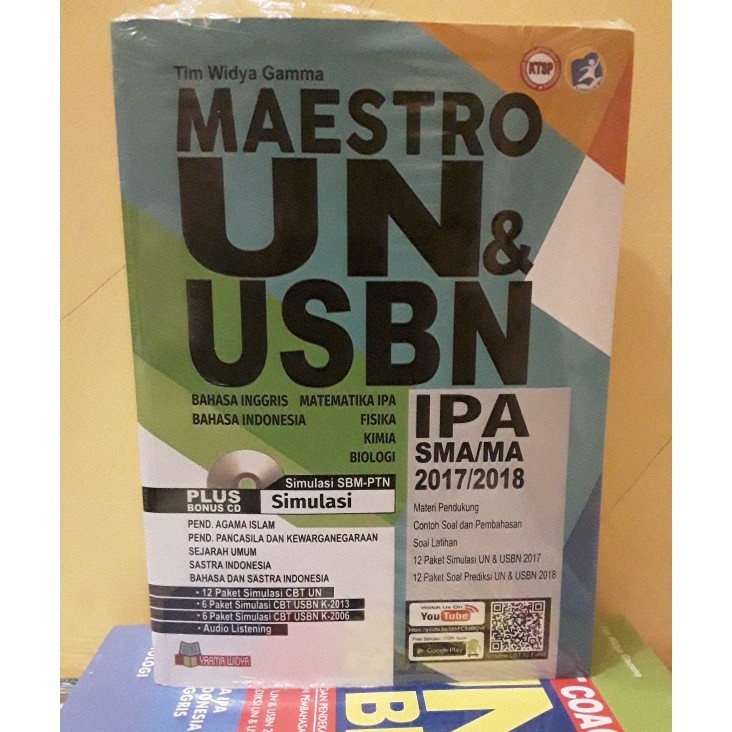 Tim Widya Gamma
KTSP
MAESTRO
UN &
USBN
BAHASA INGGRIS MATEMATIKA IPA
BAHASA INDONESIA FISIKA
KIMIA
BIOLOGI
IPA
SMA/MA
2017/2018
Materi Pendukung
Contoh Soal dan Pembahasan
Soal Latihan
12 Paket Simulasi UN & USBN 2017
12 Paket Soal Prediksi UN & USBN 2018
Simulasi SBM-PTN
PLUS
BONUS CD
Simulasi
PEND. AGAMA ISLAM
PEND. PANCASILA DAN KEWARGANEGARAAN
SEJARAH UMUM
SASTRA INDONESIA
BAHASA DAN SASTRA INDONESIA
• 12 Paket Simulasi CBT UN
• 6 Paket Simulasi CBT USBN K-2013
• 6 Paket Simulasi CBT USBN K-2006
• Audio Listening
Watch Us On
YouTube
Google Play
YRAMA WIDYA
COAC